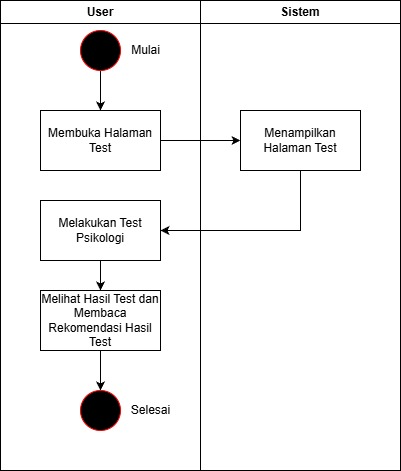 User
Sistem
Mulai
Membuka Halaman
Test
Menampilkan
Halaman Test
Melakukan Test
Psikologi
Melihat Hasil Test dan
Membaca
Rekomendasi Hasil
Test
Selesai